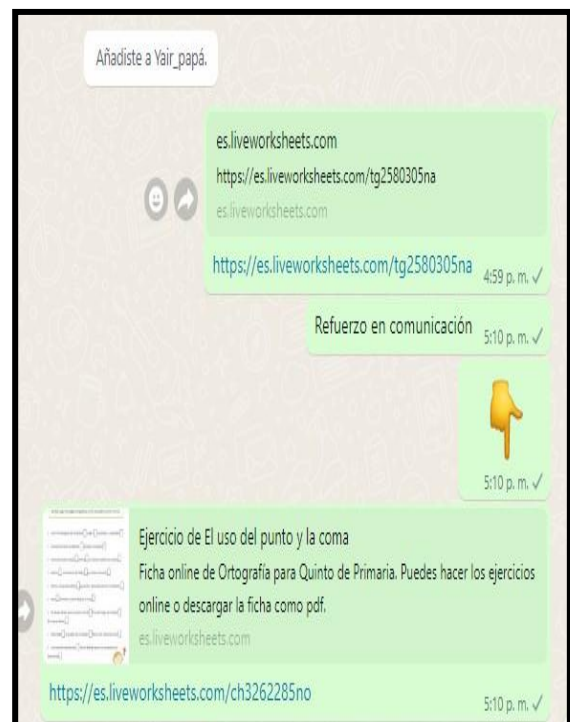 Añadiste a Yair_papá.
es.liveworksheets.com
https://es.liveworksheets.com/tg2580305na
es.liveworksheets.com
https://es.liveworksheets.com/tg2580305na 4:59 p. m.
Refuerzo en comunicación 5:10 p. m.
5:10 p. m.
Ejercicio de El uso del punto y la coma
Ficha online de Ortografía para Quinto de Primaria. Puedes hacer los ejercicios
online o descargar la ficha como pdf.
es.liveworksheets.com
https://es.liveworksheets.com/ch3262285no 5:10 p. m.